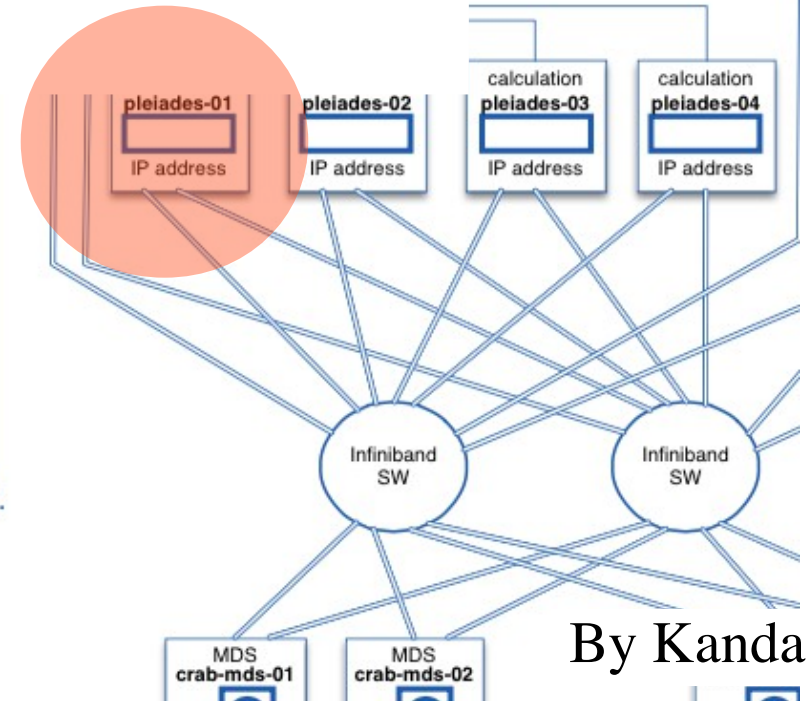 calculation
calculation
pleiades-01
pleiades-02
pleiades-03
pleiades-04
IP address
IP address
IP address
IP address
Infiniband
SW
Infiniband
SW
By Kanda
MDS
crab-mds-01
MDS
crab-mds-02